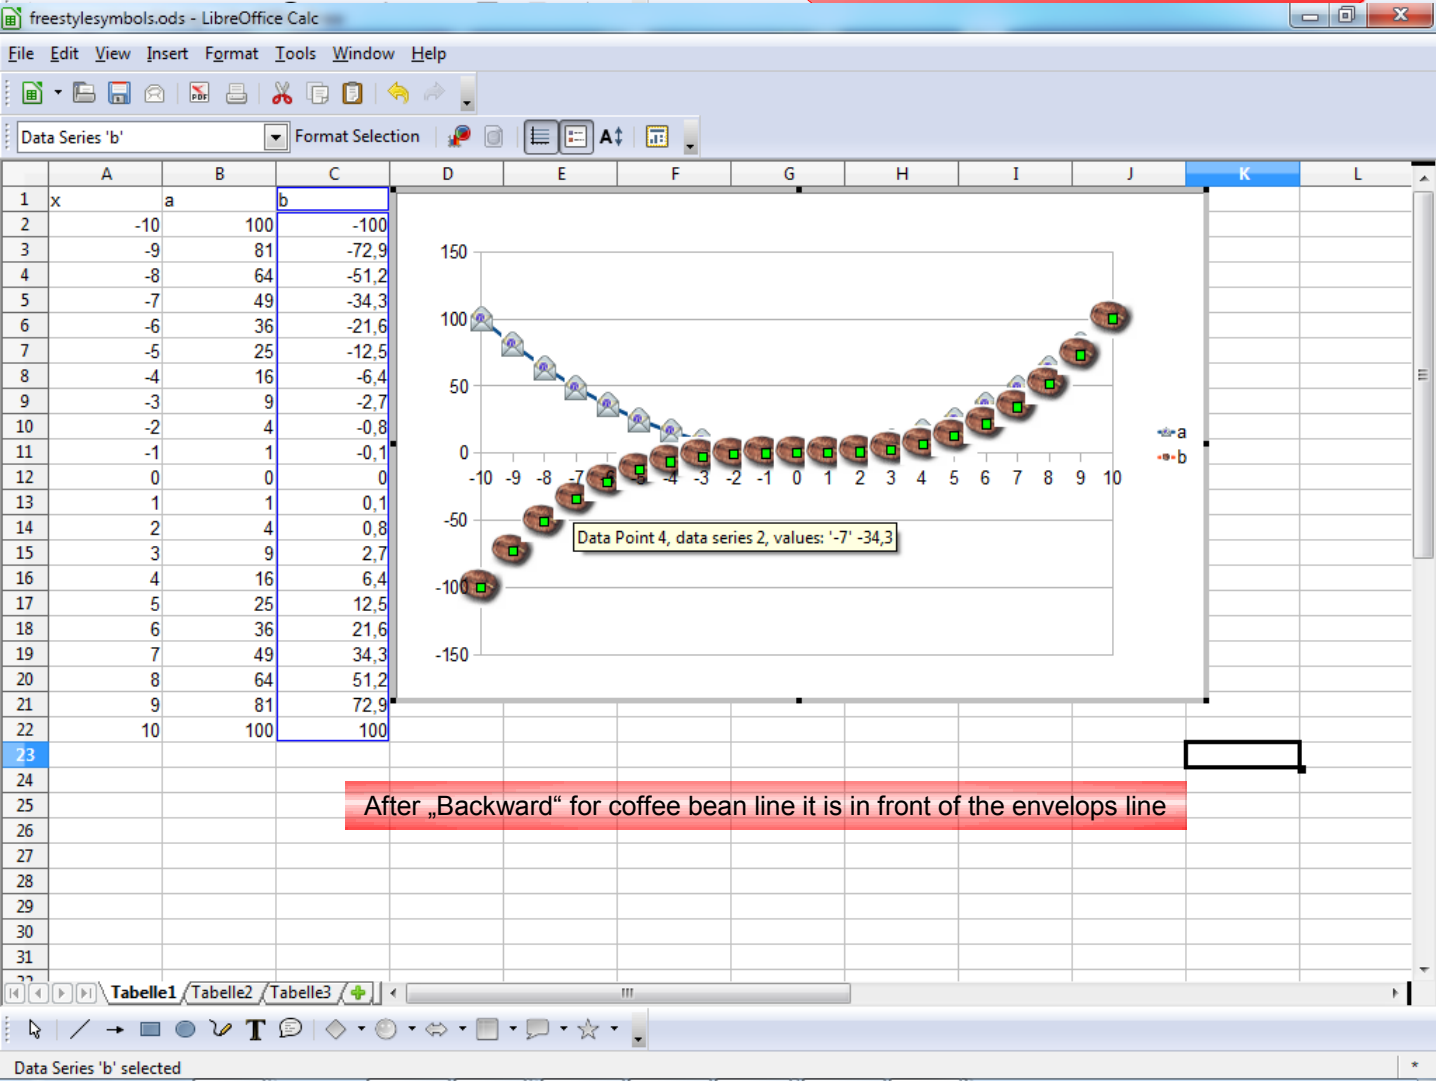 freestylesymbols.ods - LibreOffice Calc
File Edit View Insert Format Tools Window Help
Data Series 'b' Format Selection
A B C D E F G H I J K L
1 x a b
2 -10 100 -100
3 -9 81 -72,9
4 -8 64 -51,2
5 -7 49 -34,3
6 -6 36 -21,6
7 -5 25 -12,5
8 -4 16 -6,4
9 -3 9 -2,7
10 -2 4 -0,8
11 -1 1 -0,1
12 0 0 0
13 1 1 0,1
14 2 4 0,8
15 3 9 2,7
16 4 16 6,4
17 5 25 12,5
18 6 36 21,6
19 7 49 34,3
20 8 64 51,2
21 9 81 72,9
22 10 100 100
23
24
25
26
27
28
29
30
31
150
100
50
0
-50
-100
-150
-10 -9 -8 -7 -6 -5 -4 -3 -2 -1 0 1 2 3 4 5 6 7 8 9 10
a
b
Data Point 4, data series 2, values: '-7' -34,3
After „Backward“ for coffee bean line it is in front of the envelops line
Tabelle1 Tabelle2 Tabelle3
Data Series 'b' selected *